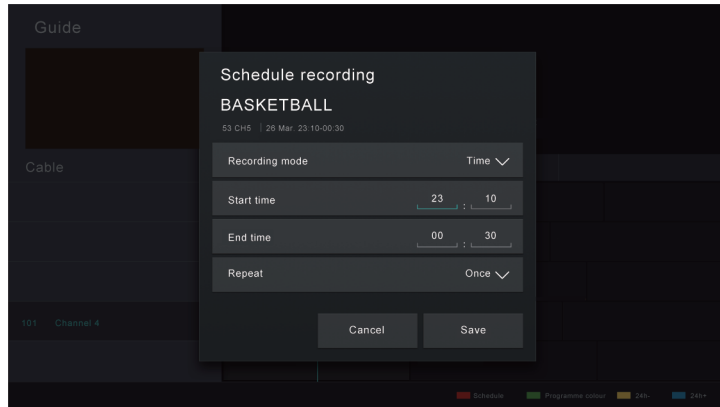 Guide
Schedule recording
BASKETBALL
53 CH5 | 26 Mar. 23:10-00:30
Cable
Recording mode Time
Start time 23 : 10
End time 00 : 30
Repeat Once
101 Channel 4
Cancel Save
Schedule Programme colour 24h- 24h+